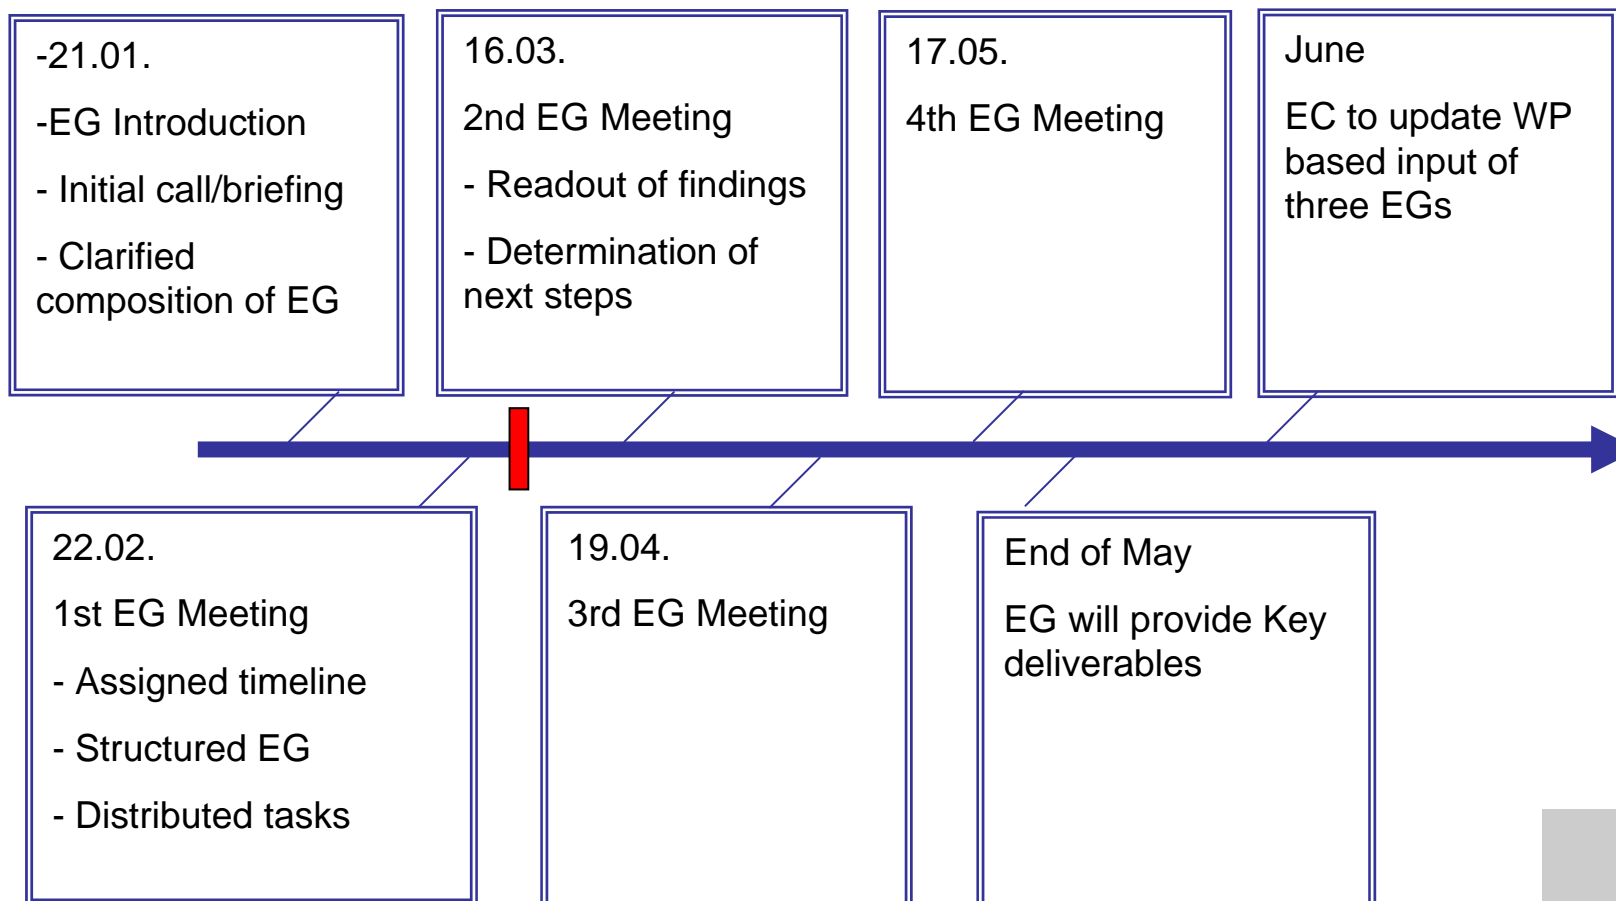 -21.01.
-EG Introduction
- Initial call/briefing
- Clarified
composition of EG
16.03.
2nd EG Meeting
- Readout of findings
- Determination of
next steps
17.05.
4th EG Meeting
June
EC to update WP
based input of
three EGs
22.02.
1st EG Meeting
- Assigned timeline
- Structured EG
- Distributed tasks
19.04.
3rd EG Meeting
End of May
EG will provide Key
deliverables